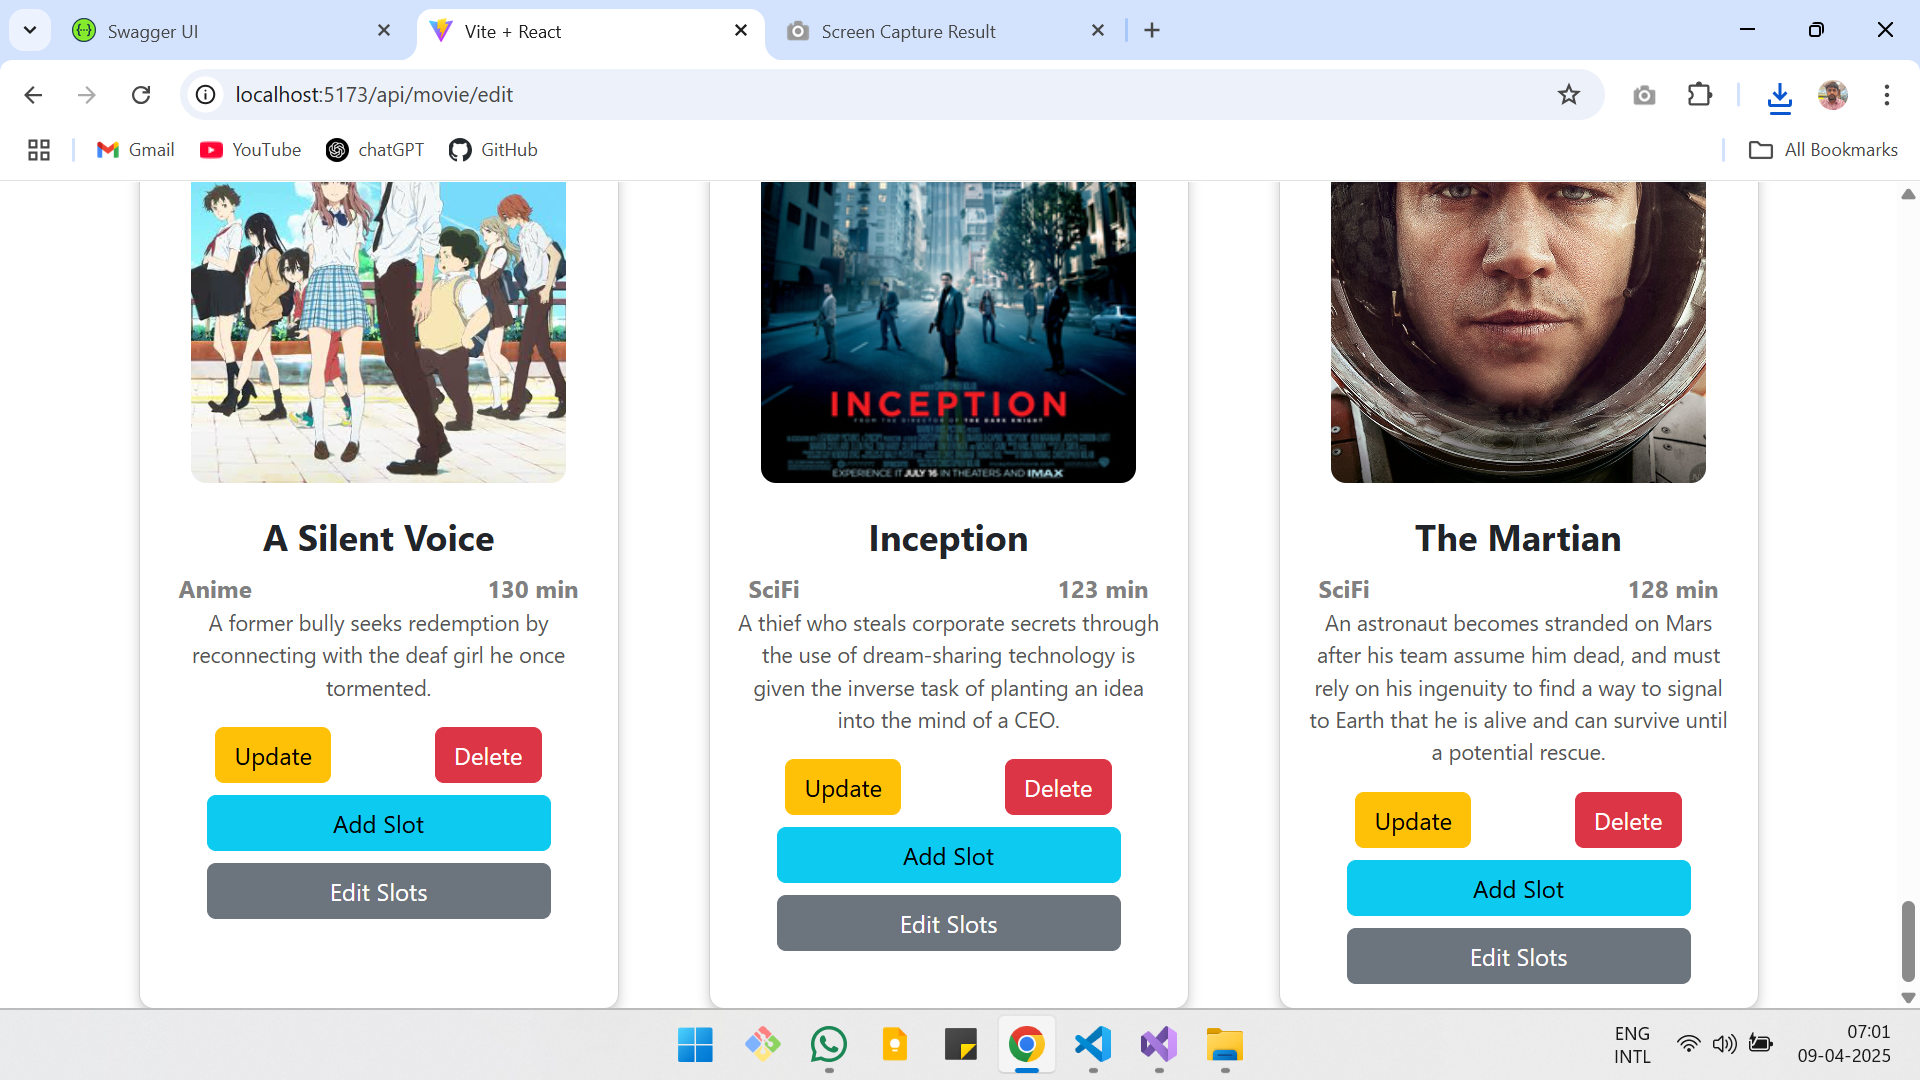 Swagger UI
Vite + React
Screen Capture Result
localhost:5173/api/movie/edit
Gmail
YouTube
chatGPT
GitHub
All Bookmarks
INCEPTION
FROM THE DIRECTOR OF THE DARK KNIGHT
EXPERIENCE IT JULY 16 IN THEATERS AND IMAX
A Silent Voice
Anime 130 min
A former bully seeks redemption by
reconnecting with the deaf girl he once
tormented.
Update Delete
Add Slot
Edit Slots
Inception
SciFi 123 min
A thief who steals corporate secrets through
the use of dream-sharing technology is
given the inverse task of planting an idea
into the mind of a CEO.
Update Delete
Add Slot
Edit Slots
The Martian
SciFi 128 min
An astronaut becomes stranded on Mars
after his team assume him dead, and must
rely on his ingenuity to find a way to signal
to Earth that he is alive and can survive until
a potential rescue.
Update Delete
Add Slot
Edit Slots
ENG
INTL
07:01
09-04-2025